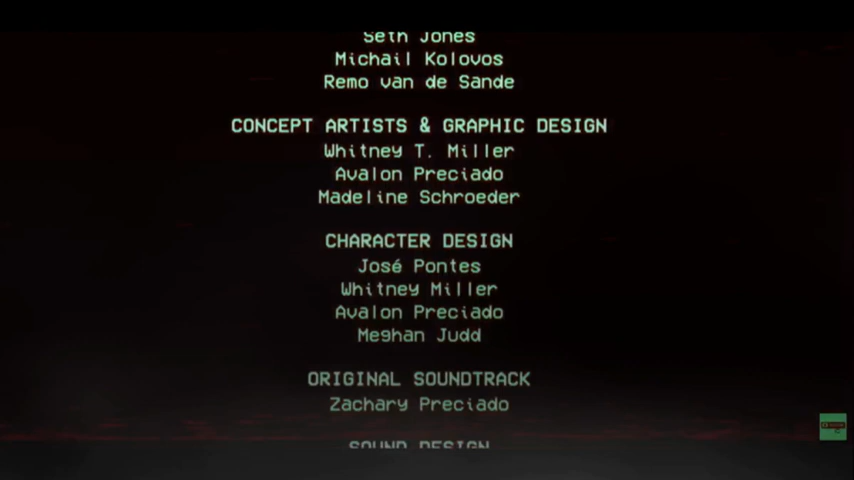 Seth Jones
Michail Kolovos
Remo van de Sande
CONCEPT ARTISTS & GRAPHIC DESIGN
Whitney T. Miller
Avalon Preciado
Madeline Schroeder
CHARACTER DESIGN
José Pontes
Whitney Miller
Avalon Preciado
Meghan Judd
ORIGINAL SOUNDTRACK
Zachary Preciado
SOUND DESIGN